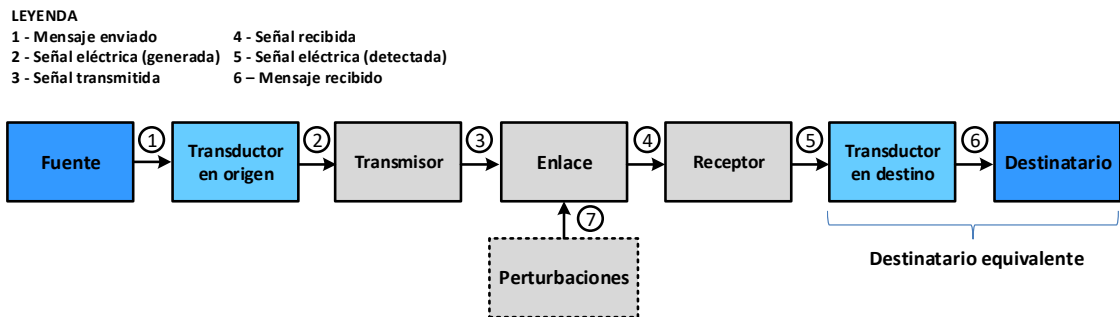 LEYENDA
1 - Mensaje enviado
4 - Señal recibida
2 - Señal eléctrica (generada)
5 - Señal eléctrica (detectada)
3 - Señal transmitida
6 – Mensaje recibido
Fuente
1
Transductor
en origen
2
Transmisor
3
Enlace
4
Receptor
5
Transductor
en destino
6
Destinatario
7
Perturbaciones
Destinatario equivalente